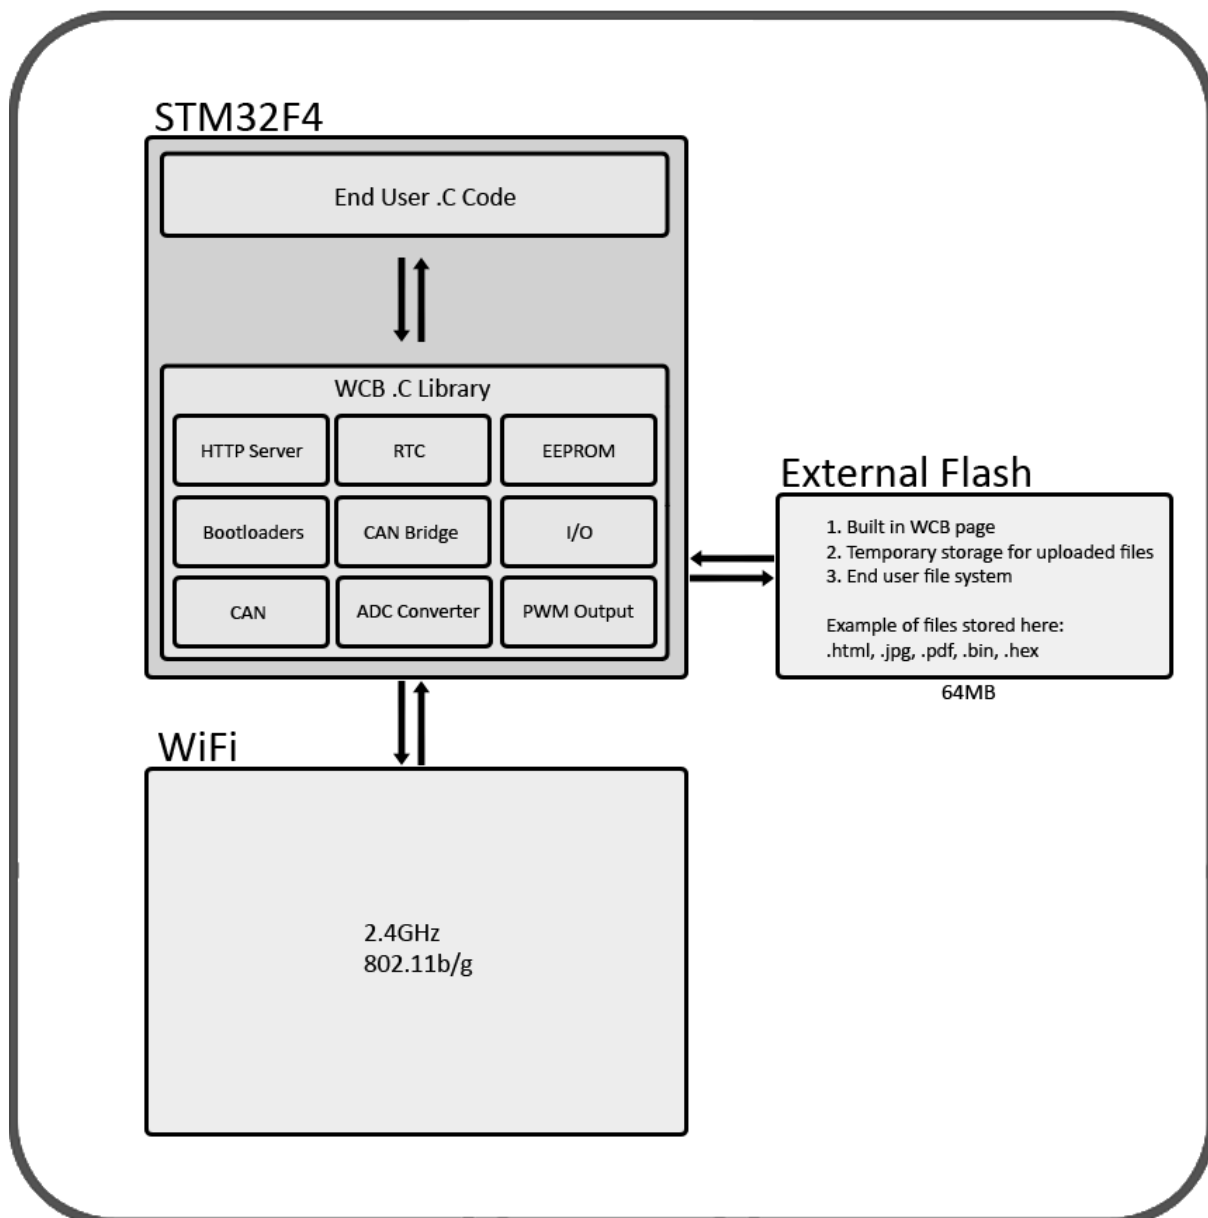 STM32F4
End User .C Code
WCB .C Library
HTTP Server
RTC
EEPROM
Bootloaders
CAN Bridge
I/O
CAN
ADC Converter
PWM Output
External Flash
1. Built in WCB page
2. Temporary storage for uploaded files
3. End user file system
Example of files stored here:
.html, .jpg, .pdf, .bin, .hex
64MB
WiFi
2.4GHz
802.11b/g